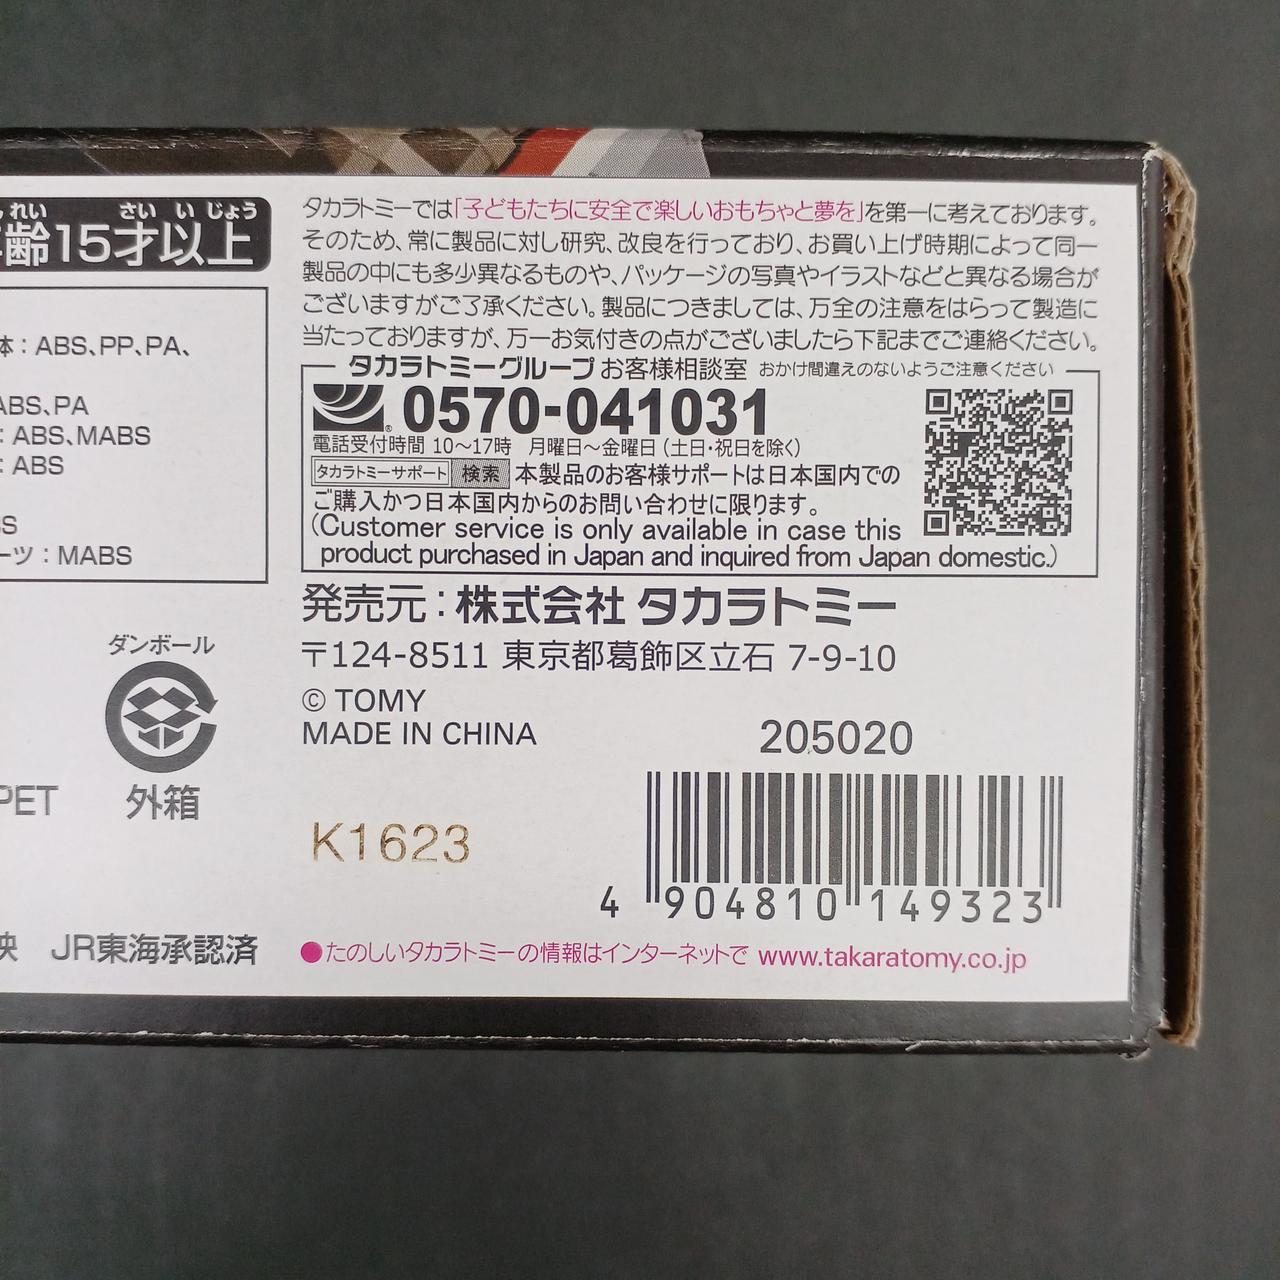 れい さい い じょう
齢15才以上
体：ABS、PP、PA、
ABS、PA
：ABS、MABS
：ABS
ーツ：MABS
ダンボール
PET 外箱
JR東海承認済
タカラトミーでは「子どもたちに安全で楽しいおもちゃと夢を」を第一に考えております。
そのため、常に製品に対し研究、改良を行っており、お買い上げ時期によって同一
製品の中にも多少異なるものや、パッケージの写真やイラストなどと異なる場合が
ございますがご了承ください。製品につきましては、万全の注意をはらって製造に
当たっておりますが、万一お気付きの点がございましたら下記までご連絡ください。
タカラトミーグループお客様相談室 おかけ間違えのないようご注意ください
0570-041031
電話受付時間 10～17時 月曜日～金曜日（土日・祝日を除く）
タカラトミーサポート 検索 本製品のお客様サポートは日本国内での
ご購入かつ日本国内からのお問い合わせに限ります。
(Customer service is only available in case this
product purchased in Japan and inquired from Japan domestic.)
発売元：株式会社 タカラトミー
〒124-8511 東京都葛飾区立石 7-9-10
© TOMY
MADE IN CHINA
205020
K1623
4 904810 149323
●たのしいタカラトミーの情報はインターネットで www.takaratomy.co.jp